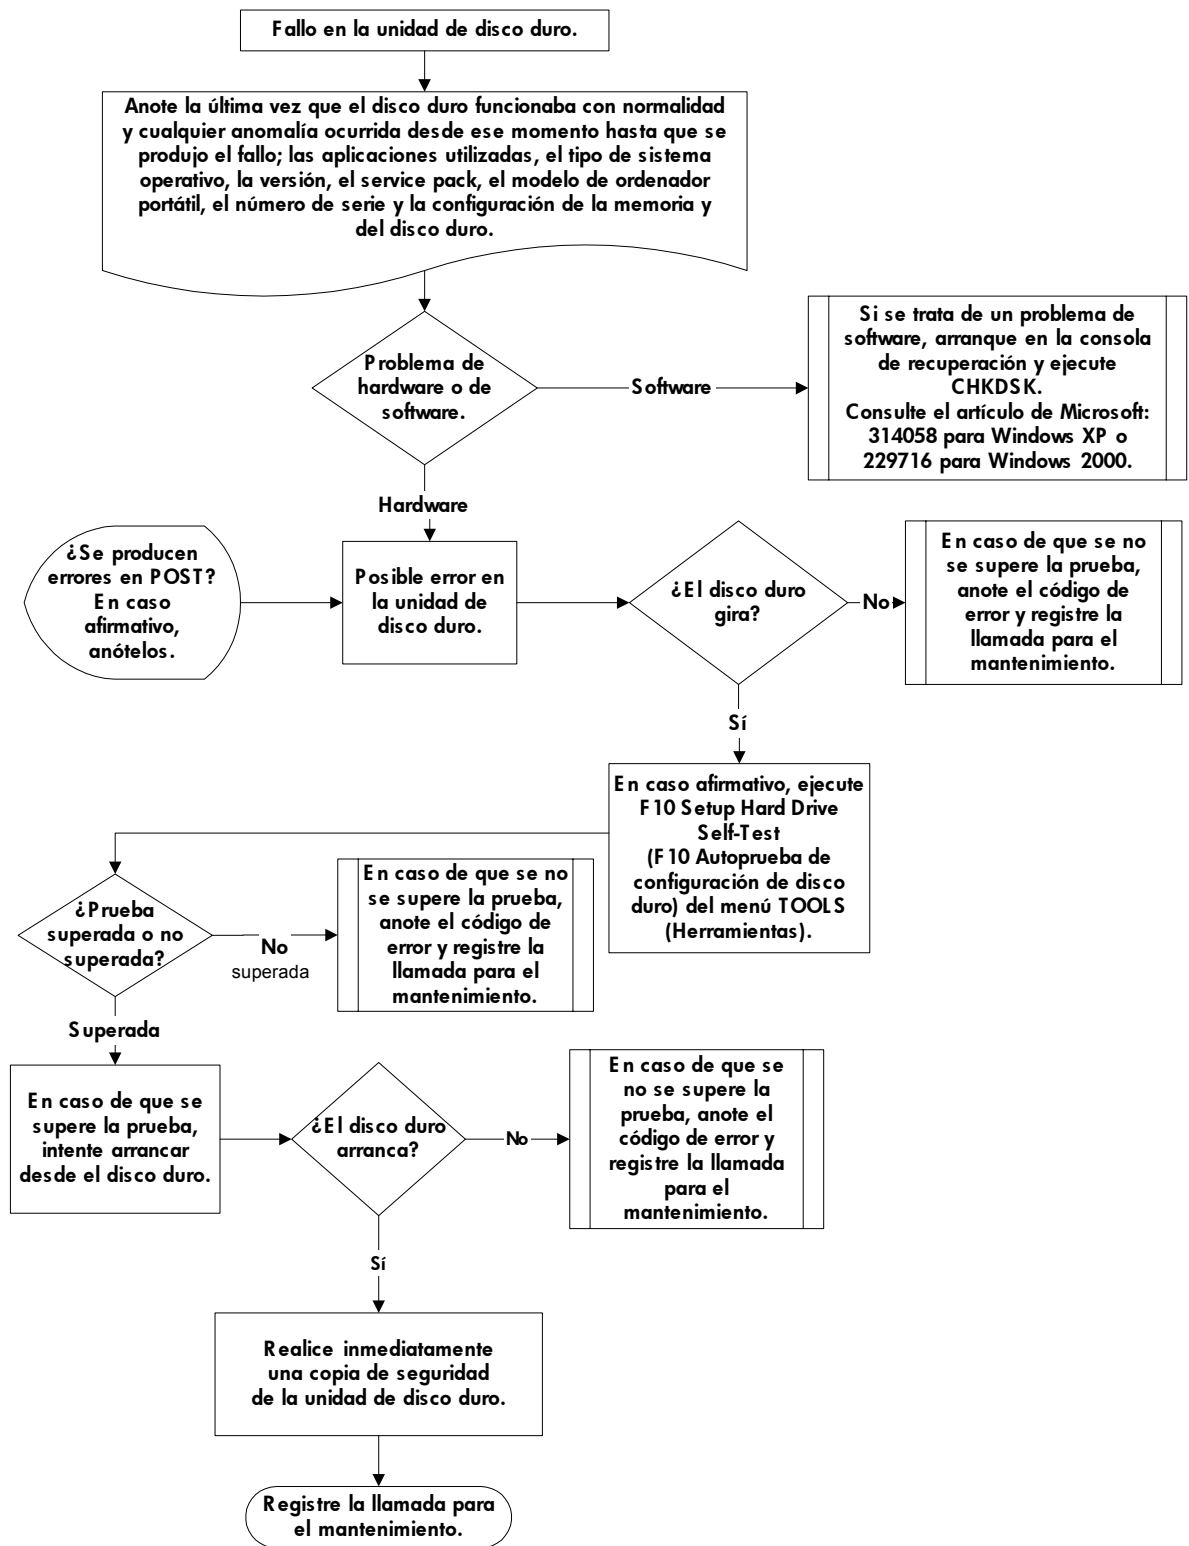 Fallo en la unidad de disco duro.
Anote la última vez que el disco duro funcionaba con normalidad
y cualquier anomalía ocurrida desde ese momento hasta que se
produjo el fallo; las aplicaciones utilizadas, el tipo de sistema
operativo, la versión, el service pack, el modelo de ordenador
portátil, el número de serie y la configuración de la memoria y
del disco duro.
Problema de
hardware o de
software.
Software
Si se trata de un problema de
software, arranque en la consola
de recuperación y ejecute
CHKDSK.
Consulte el artículo de Microsoft:
314058 para Windows XP o
229716 para Windows 2000.
Hardware
¿Se producen
errores en POST?
En caso
afirmativo,
anótelos.
Posible error en
la unidad de
disco duro.
¿El disco duro
gira?
No
En caso de que se no
se supere la prueba,
anote el código de
error y registre la
llamada para el
mantenimiento.
Sí
En caso afirmativo, ejecute
F10 Setup Hard Drive
Self-Test
(F10 Autoprueba de
configuración de disco
duro) del menú TOOLS
(Herramientas).
¿Prueba
superada o no
superada?
No
superada
En caso de que se no
se supere la prueba,
anote el código de
error y registre la
llamada para el
mantenimiento.
Superada
En caso de que se
supere la prueba,
intente arrancar
desde el disco duro.
¿El disco duro
arranca?
No
En caso de que se
no se supere la
prueba, anote el
código de error y
registre la llamada
para el
mantenimiento.
Sí
Realice inmediatamente
una copia de seguridad
de la unidad de disco duro.
Registre la llamada para
el mantenimiento.